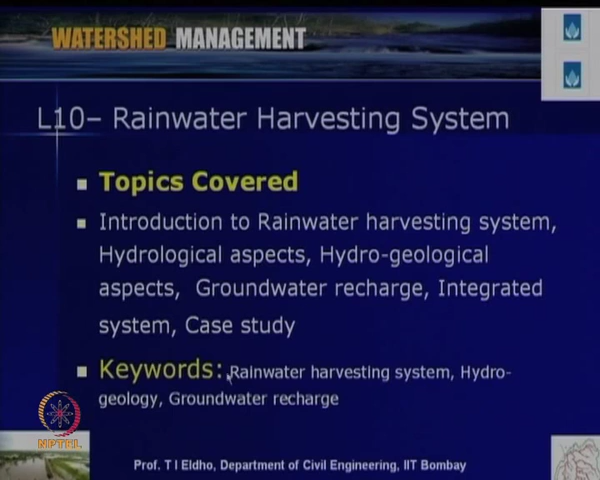 WATERSHED MANAGEMENT
L10– Rainwater Harvesting System
Topics Covered
Introduction to Rainwater harvesting system,
Hydrological aspects, Hydro-geological
aspects, Groundwater recharge, Integrated
system, Case study
Keywords: Rainwater harvesting system, Hydro-
geology, Groundwater recharge
NPTEL
Prof. T I Eldho, Department of Civil Engineering, IIT Bombay